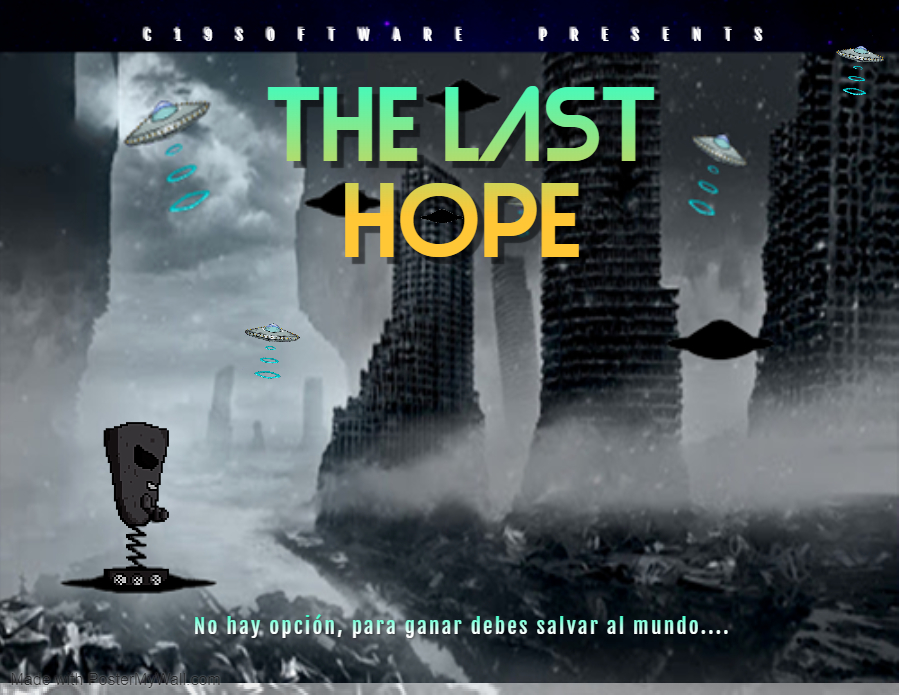 C19SOFTWARE PRESENTS
THE LAST
HOPE
No hay opción, para ganar debes salvar al mundo....
Made with PosterMyWall.com